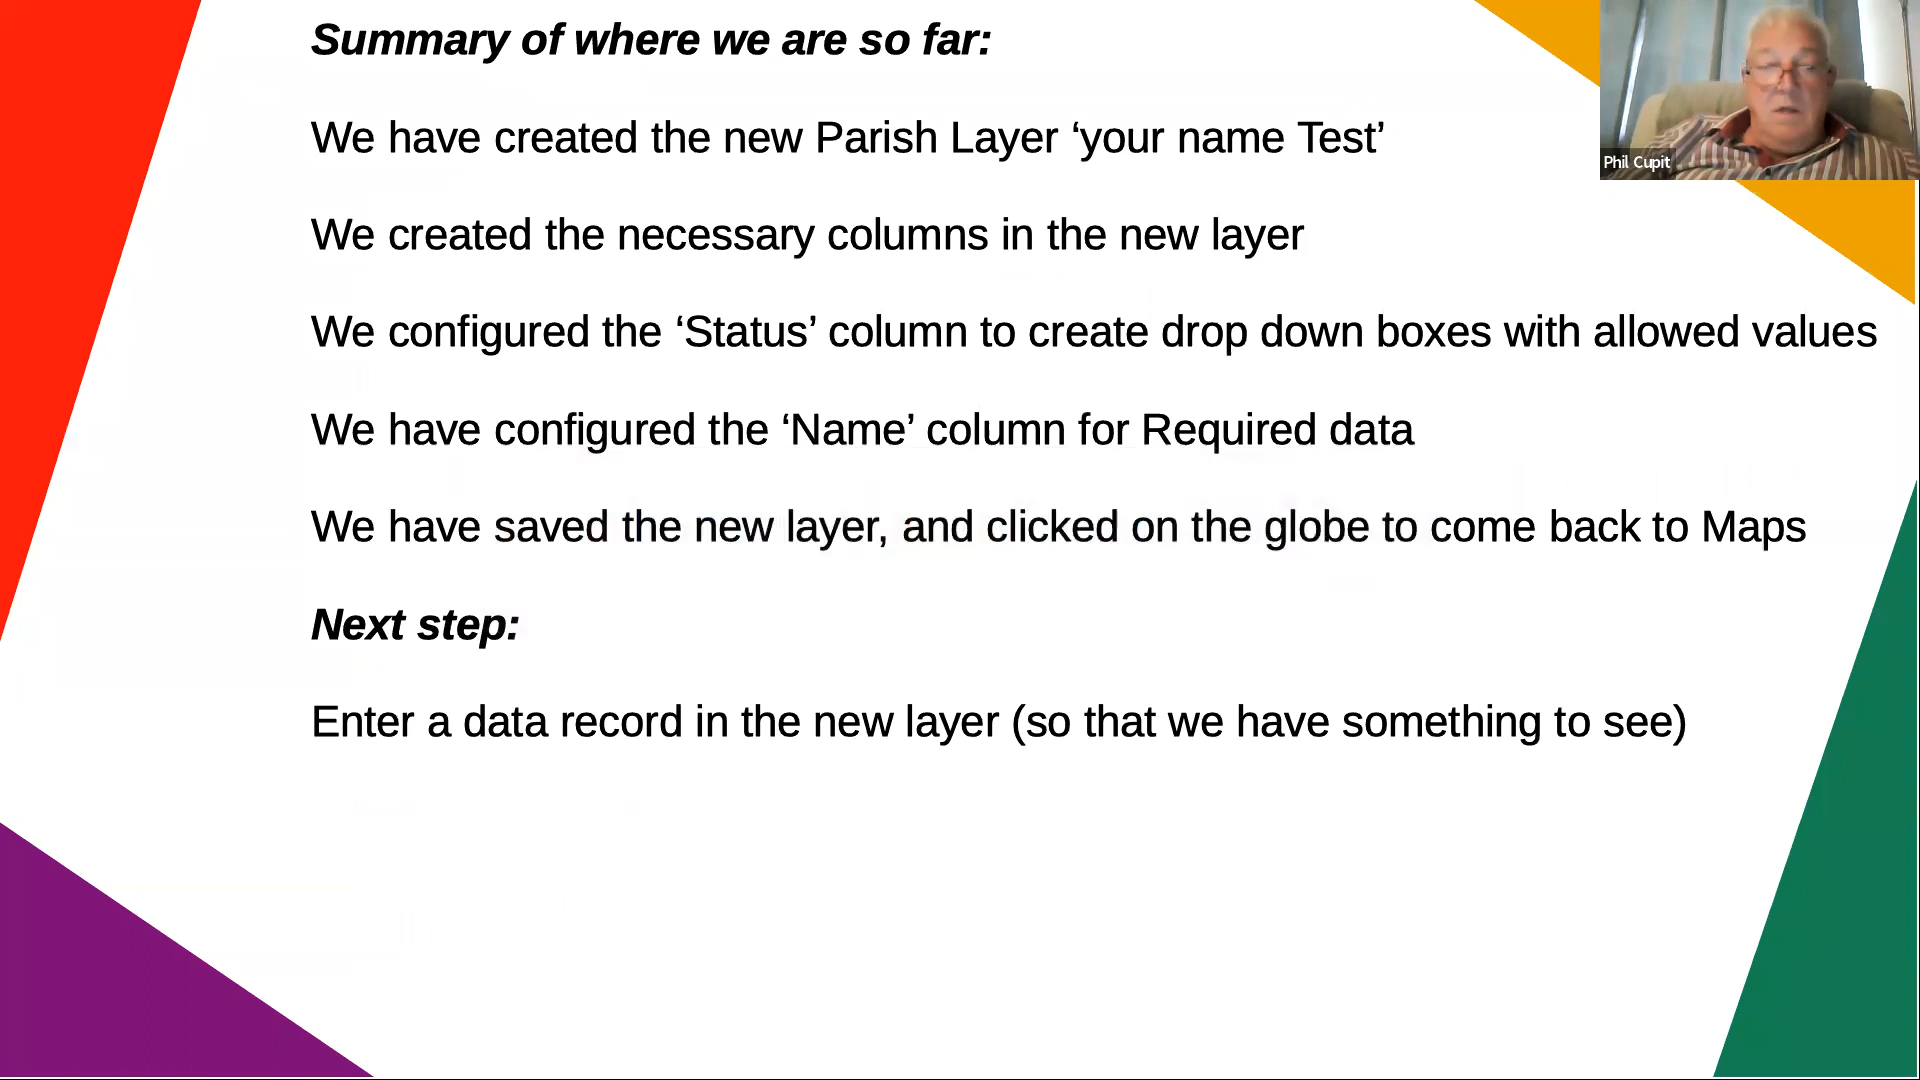 Summary of where we are so far:
We have created the new Parish Layer ‘your name Test’
We created the necessary columns in the new layer
We configured the ‘Status’ column to create drop down boxes with allowed values
We have configured the ‘Name’ column for Required data
We have saved the new layer, and clicked on the globe to come back to Maps
Next step:
Enter a data record in the new layer (so that we have something to see)
Phil Cupit